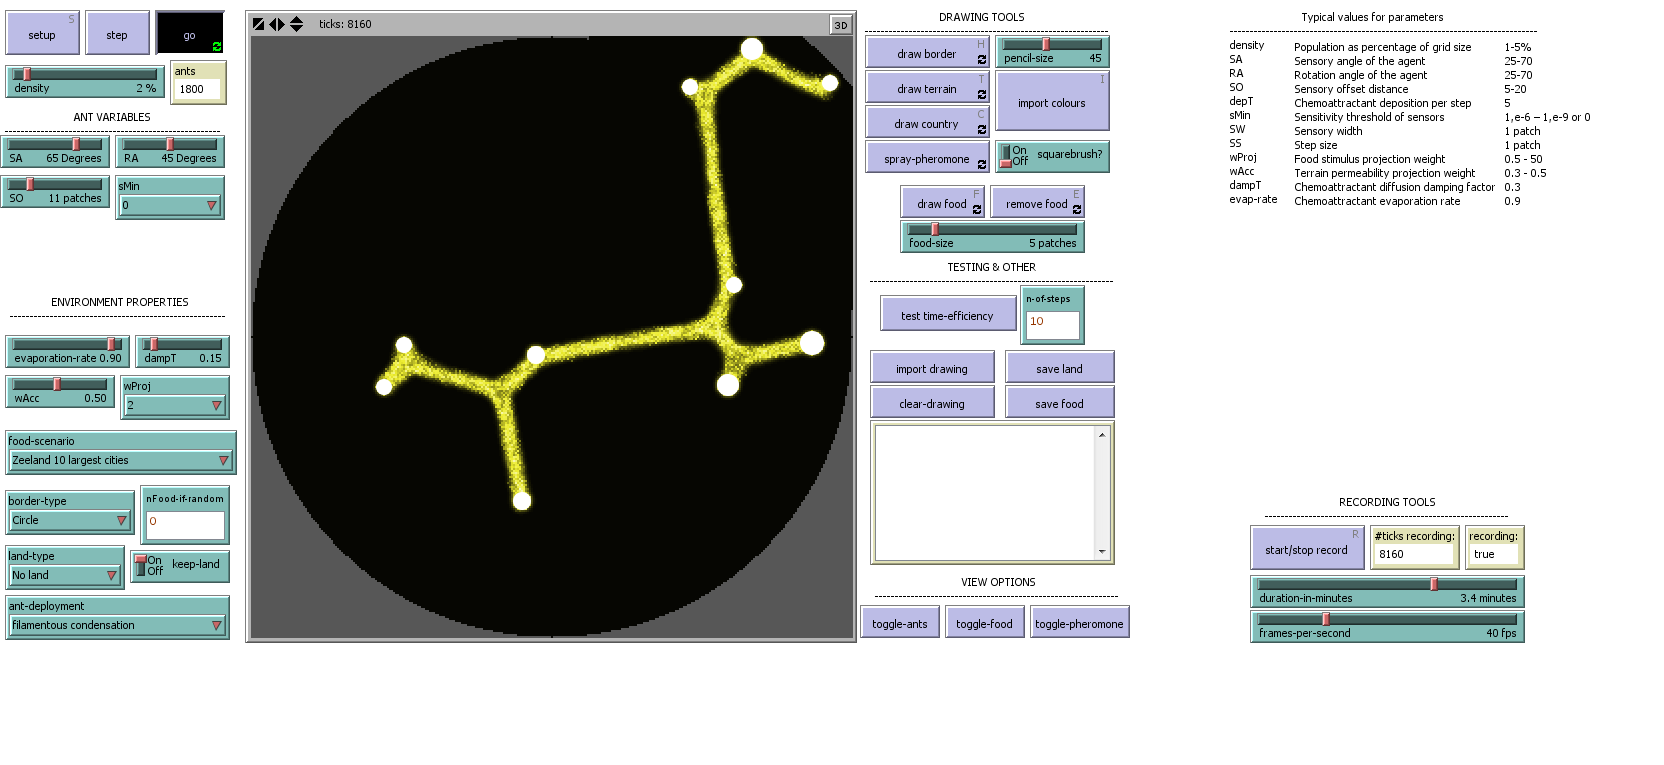 S
setup
step
go
density
2 %
ants
1800
ANT VARIABLES
SA
65 Degrees
RA
45 Degrees
SO
11 patches
sMin
0
ENVIRONMENT PROPERTIES
evaporation-rate 0.90
dampT
0.15
wAcc
0.50
wProj
2
food-scenario
Zeeland 10 largest cities
border-type
Circle
nFood-if-random
0
land-type
No land
On
Off
keep-land
ant-deployment
filamentous condensation
ticks: 8160
3D
DRAWING TOOLS
H
draw border
pencil-size
45
T
draw terrain
I
import colours
C
draw country
spray-pheromone
On
Off
squarebrush?
F
draw food
E
remove food
food-size
5 patches
TESTING & OTHER
test time-efficiency
n-of-steps
10
import drawing
save land
clear-drawing
save food
VIEW OPTIONS
toggle-ants
toggle-food
toggle-pheromone
Typical values for parameters
density Population as percentage of grid size 1-5%
SA Sensory angle of the agent 25-70
RA Rotation angle of the agent 25-70
SO Sensory offset distance 5-20
depT Chemoattractant deposition per step 5
sMin Sensitivity threshold of sensors 1,e-6 – 1,e-9 or 0
SW Sensory width 1 patch
SS Step size 1 patch
wProj Food stimulus projection weight 0.5 - 50
wAcc Terrain permeability projection weight 0.3 - 0.5
dampT Chemoattractant diffusion damping factor 0.3
evap-rate Chemoattractant evaporation rate 0.9
RECORDING TOOLS
R
start/stop record
#ticks recording:
8160
recording:
true
duration-in-minutes
3.4 minutes
frames-per-second
40 fps